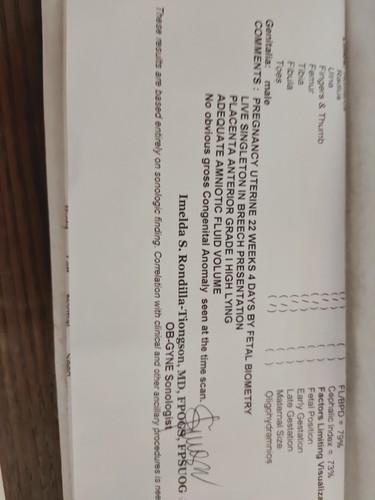 Radius ( / ) ( ) FL/BPD = 79%
Ulna ( / ) ( ) Cephalic Index = 73%
Fingers & Thumb ( / ) ( ) Factors Limiting Visualiza
Femur ( / ) ( ) Fetal Position
Tibia ( / ) ( ) Early Gestation
Fibula ( / ) ( ) Late Gestation
Toes ( / ) ( ) Maternal Size
Genitalia: male ( ) Oligohydramnios
COMMENTS : PREGNANCY UTERINE 22 WEEKS 4 DAYS BY FETAL BIOMETRY
LIVE SINGLETON IN BREECH PRESENTATION
PLACENTA ANTERIOR GRADE I HIGH LYING
ADEQUATE AMNIOTIC FLUID VOLUME
No obvious gross Congenital Anomaly seen at the time scan.
Imelda S. Rondilla-Tiongson, MD, FPOGS, FPSUOG
OB-GYNE Sonologist
These results are based entirely on sonologic finding. Correlation with clinical and other ancillary procedures is nee